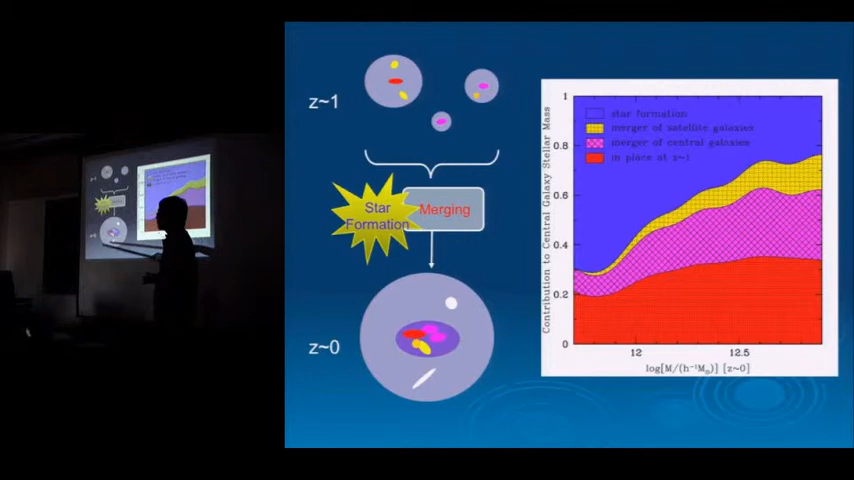 z~1
Star
Formation
Merging
z~0
Contribution to Central Galaxy Stellar Mass
1
0.8
0.6
0.4
0.2
0
star formation
merger of satellite galaxies
merger of central galaxies
in place at z~1
12
12.5
log[M/(h⁻¹M☉)] [z~0]